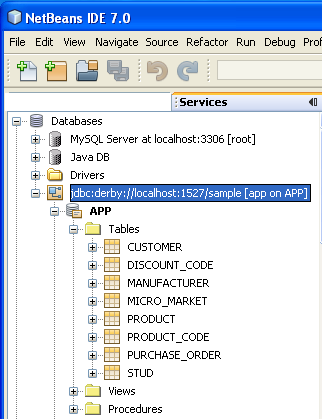 NetBeans IDE 7.0
File Edit View Navigate Source Refactor Run Debug
Services
Databases
MySQL Server at localhost:3306 [root]
Java DB
Drivers
jdbc:derby://localhost:1527/sample [app on APP]
APP
Tables
CUSTOMER
DISCOUNT_CODE
MANUFACTURER
MICRO_MARKET
PRODUCT
PRODUCT_CODE
PURCHASE_ORDER
STUD
Views
Procedures